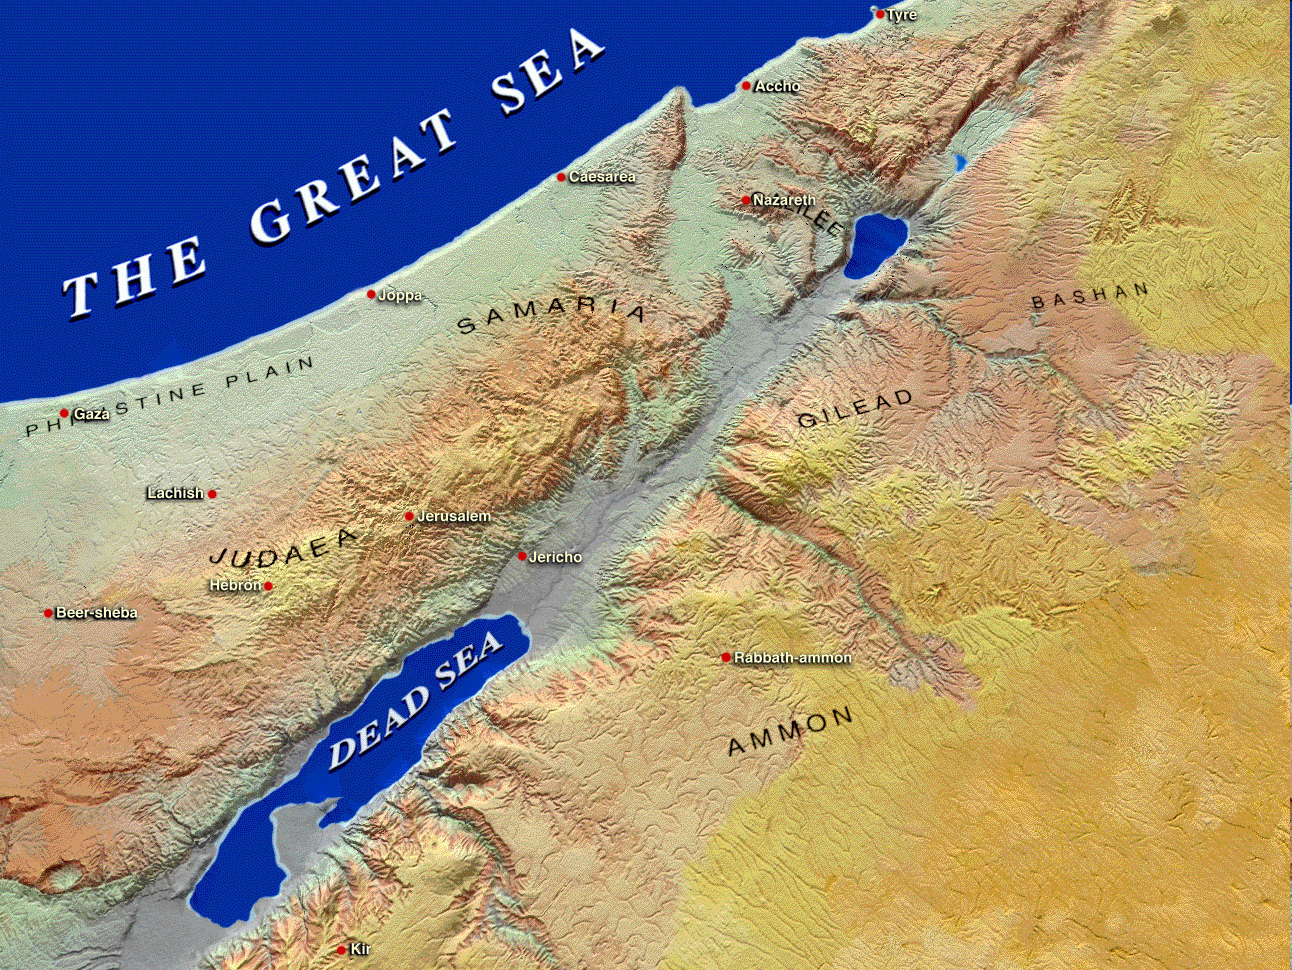 Tyre
THE GREAT SEA
Accho
Caesarea
Nazareth
GALILEE
Joppa
SAMARIA
BASHAN
PHILISTINE PLAIN
Gaza
GILEAD
Lachish
Jerusalem
JUDAEA
Jericho
Hebron
Beer-sheba
DEAD SEA
Rabbath-ammon
AMMON
Kir